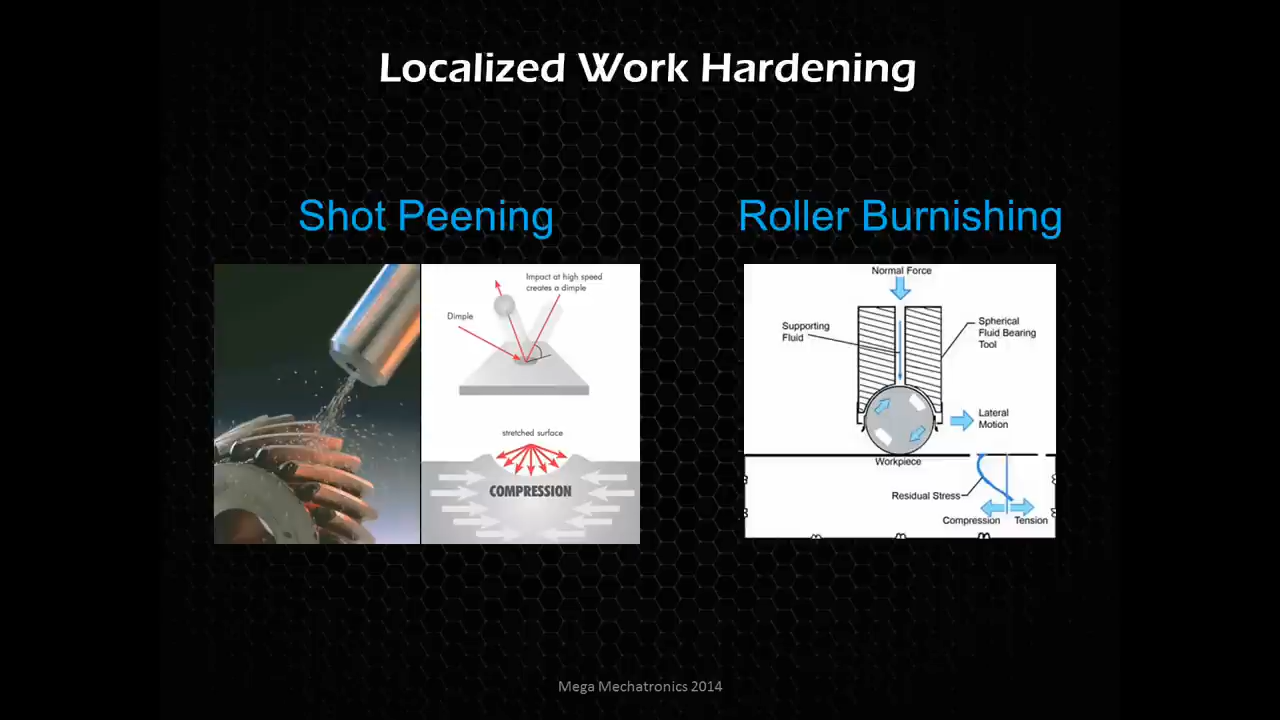 Localized Work Hardening
Shot Peening
Impact at high speed
creates a dimple
Dimple
stretched surface
COMPRESSION
Roller Burnishing
Normal Force
Supporting
Fluid
Spherical
Fluid Bearing
Tool
Lateral
Motion
Workpiece
Residual Stress
Compression
Tension
Mega Mechatronics 2014